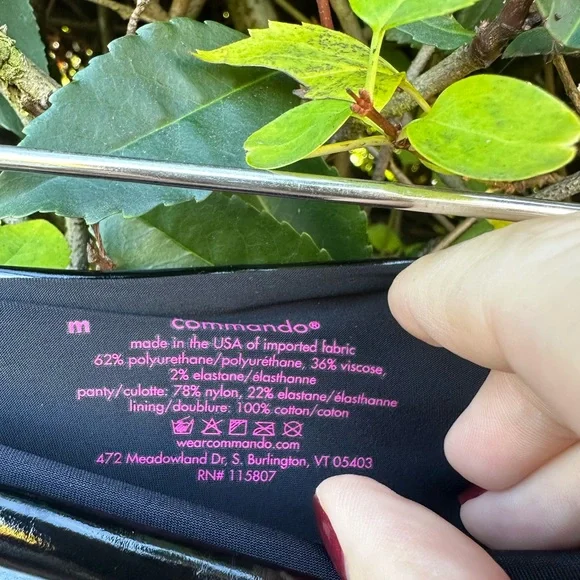 m
commando®
made in the USA of imported fabric
62% polyurethane/polyuréthane, 36% viscose,
2% elastane/élasthanne
panty/culotte: 78% nylon, 22% elastane/élasthanne
lining/doublure: 100% cotton/coton
wearcommando.com
472 Meadowland Dr, S. Burlington, VT 05403
RN# 115807